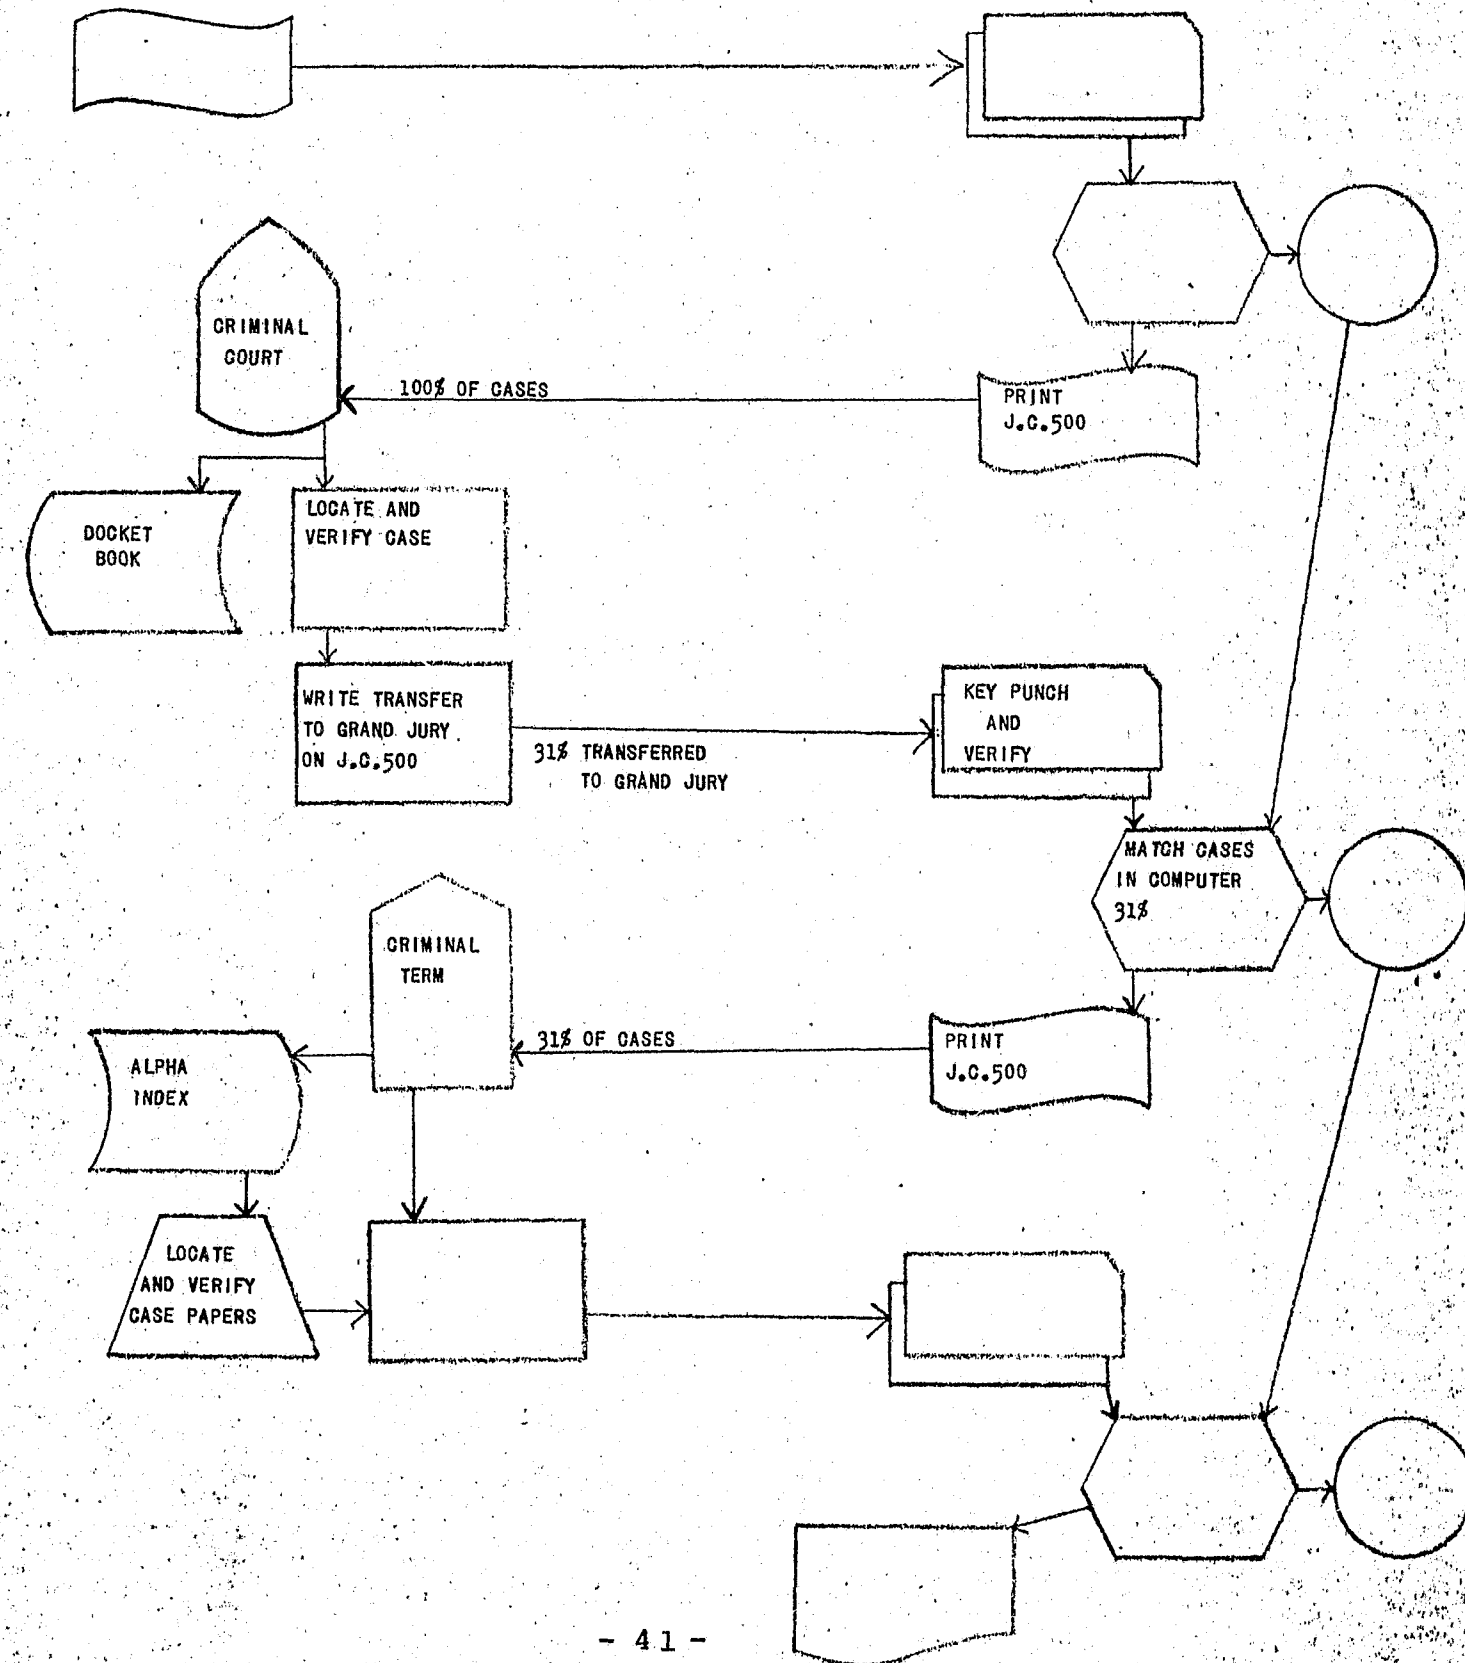 CRIMINAL
COURT
100% OF CASES
PRINT
J.C.500
DOCKET
BOOK
LOCATE AND
VERIFY CASE
WRITE TRANSFER
TO GRAND JURY
ON J.C.500
31% TRANSFERRED
TO GRAND JURY
KEY PUNCH
AND
VERIFY
MATCH CASES
IN COMPUTER
31%
CRIMINAL
TERM
31% OF CASES
PRINT
J.C.500
ALPHA
INDEX
LOCATE
AND VERIFY
CASE PAPERS
- 41 -